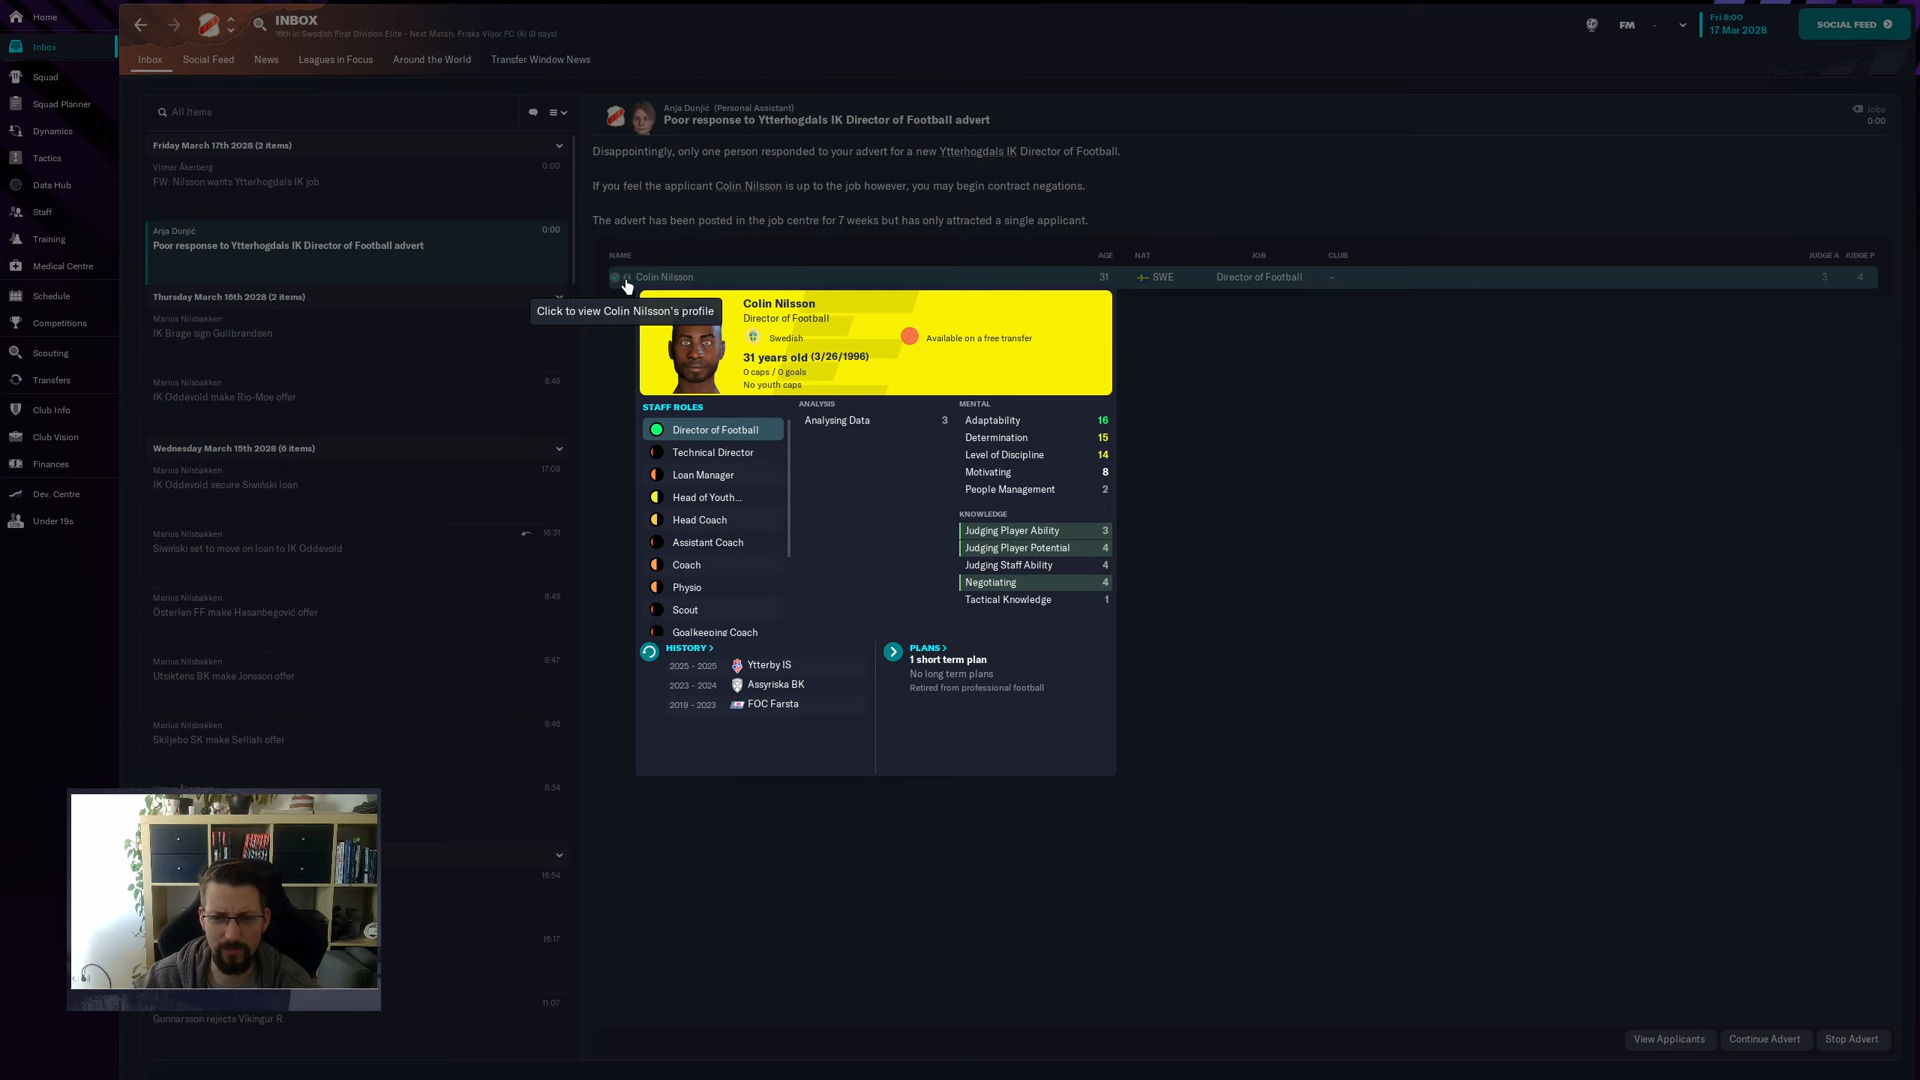 Home
INBOX
16th in Swedish First Division Elite - Next Match: Friska Viljor FC (A) (8 days)
FM
-
Fri 8:00
17 Mar 2028
SOCIAL FEED
Inbox
Squad
Squad Planner
Dynamics
Tactics
Data Hub
Staff
Training
Medical Centre
Schedule
Competitions
Scouting
Transfers
Club Info
Club Vision
Finances
Dev. Centre
Under 19s
Inbox
Social Feed
News
Leagues in Focus
Around the World
Transfer Window News
All Items
Friday March 17th 2028 (2 items)
Vilmer Åkerberg
0:00
FW: Nilsson wants Ytterhogdals IK job
Anja Dunjić
0:00
Poor response to Ytterhogdals IK Director of Football advert
Thursday March 16th 2028 (2 items)
Marius Nilsbakken
IK Brage sign Gullbrandsen
Marius Nilsbakken
8:49
IK Oddevold make Rio-Moe offer
Wednesday March 15th 2028 (6 items)
Marius Nilsbakken
17:08
IK Oddevold secure Siwiński loan
Marius Nilsbakken
16:31
Siwiński set to move on loan to IK Oddevold
Marius Nilsbakken
8:49
Österlen FF make Hasanbegović offer
Marius Nilsbakken
8:47
Utsiktens BK make Jonsson offer
Marius Nilsbakken
8:46
Skiljebo SK make Selliah offer
8:34
16:54
16:17
11:07
Gunnarsson rejects Víkingur R.
Anja Dunjić (Personal Assistant)
Poor response to Ytterhogdals IK Director of Football advert
Jobs
0:00
Disappointingly, only one person responded to your advert for a new Ytterhogdals IK Director of Football.
If you feel the applicant Colin Nilsson is up to the job however, you may begin contract negations.
The advert has been posted in the job centre for 7 weeks but has only attracted a single applicant.
NAME AGE NAT JOB CLUB JUDGE A JUDGE P
Colin Nilsson 31 SWE Director of Football - 3 4
Click to view Colin Nilsson's profile
Colin Nilsson
Director of Football
Swedish
Available on a free transfer
31 years old (3/26/1996)
0 caps / 0 goals
No youth caps
STAFF ROLES
Director of Football
Technical Director
Loan Manager
Head of Youth...
Head Coach
Assistant Coach
Coach
Physio
Scout
Goalkeeping Coach
ANALYSIS
Analysing Data 3
MENTAL
Adaptability 16
Determination 15
Level of Discipline 14
Motivating 8
People Management 2
KNOWLEDGE
Judging Player Ability 3
Judging Player Potential 4
Judging Staff Ability 4
Negotiating 4
Tactical Knowledge 1
HISTORY >
2025 - 2025 Ytterby IS
2023 - 2024 Assyriska BK
2019 - 2023 FOC Farsta
PLANS >
1 short term plan
No long term plans
Retired from professional football
View Applicants
Continue Advert
Stop Advert